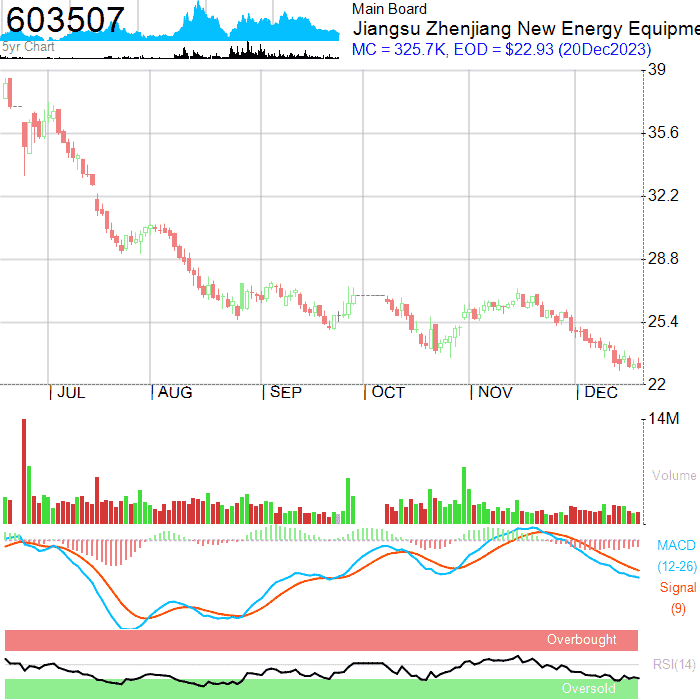 603507
5yr Chart
Main Board
Jiangsu Zhenjiang New Energy Equipme
MC = 325.7K, EOD = $22.93 (20Dec2023)
39
35.6
32.2
28.8
25.4
22
JUL AUG SEP OCT NOV DEC
14M
Volume
MACD
(12-26)
Signal
(9)
Overbought
RSI(14)
Oversold